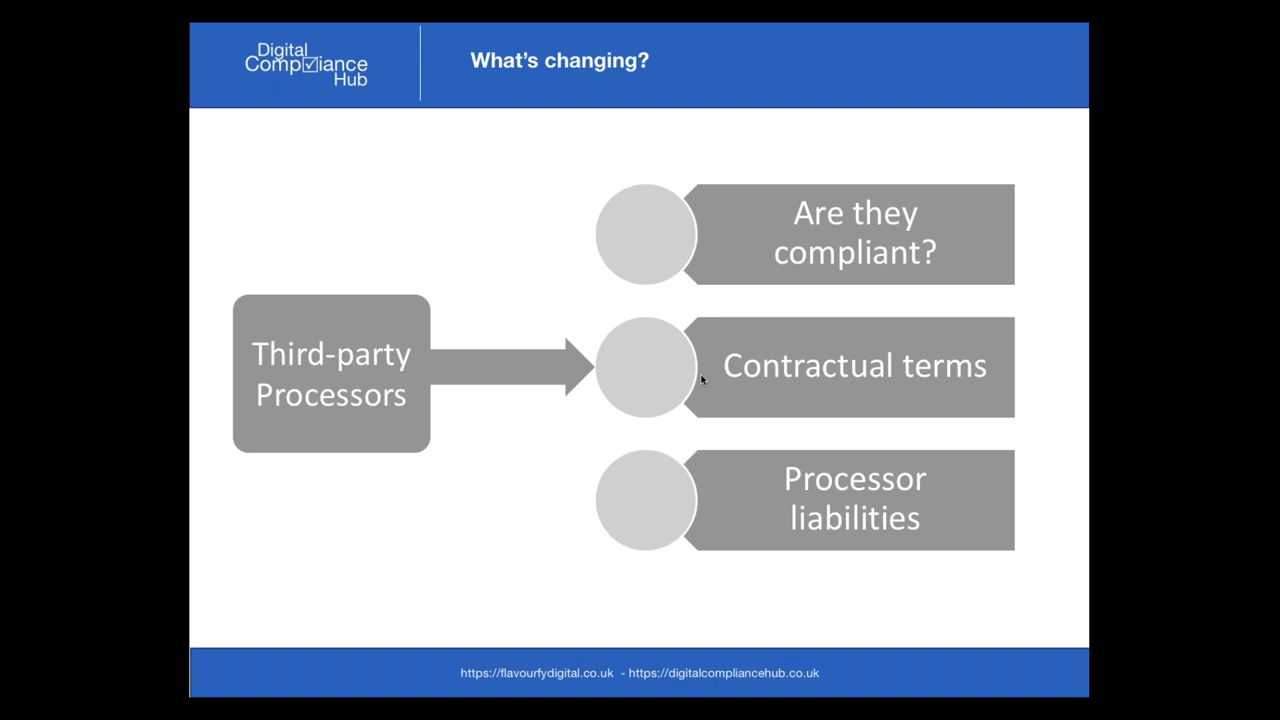 Digital
Compliance
Hub
What’s changing?
Third-party
Processors
Are they
compliant?
Contractual terms
Processor
liabilities
https://flavourfydigital.co.uk - https://digitalcompliancehub.co.uk